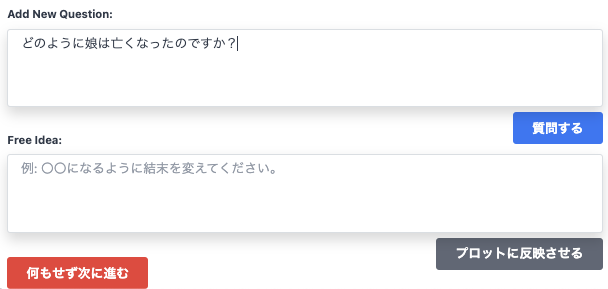 Add New Question:
どのように娘は亡くなったのですか？
質問する
Free Idea:
例: 〇〇になるように結末を変えてください。
プロットに反映させる
何もせず次に進む